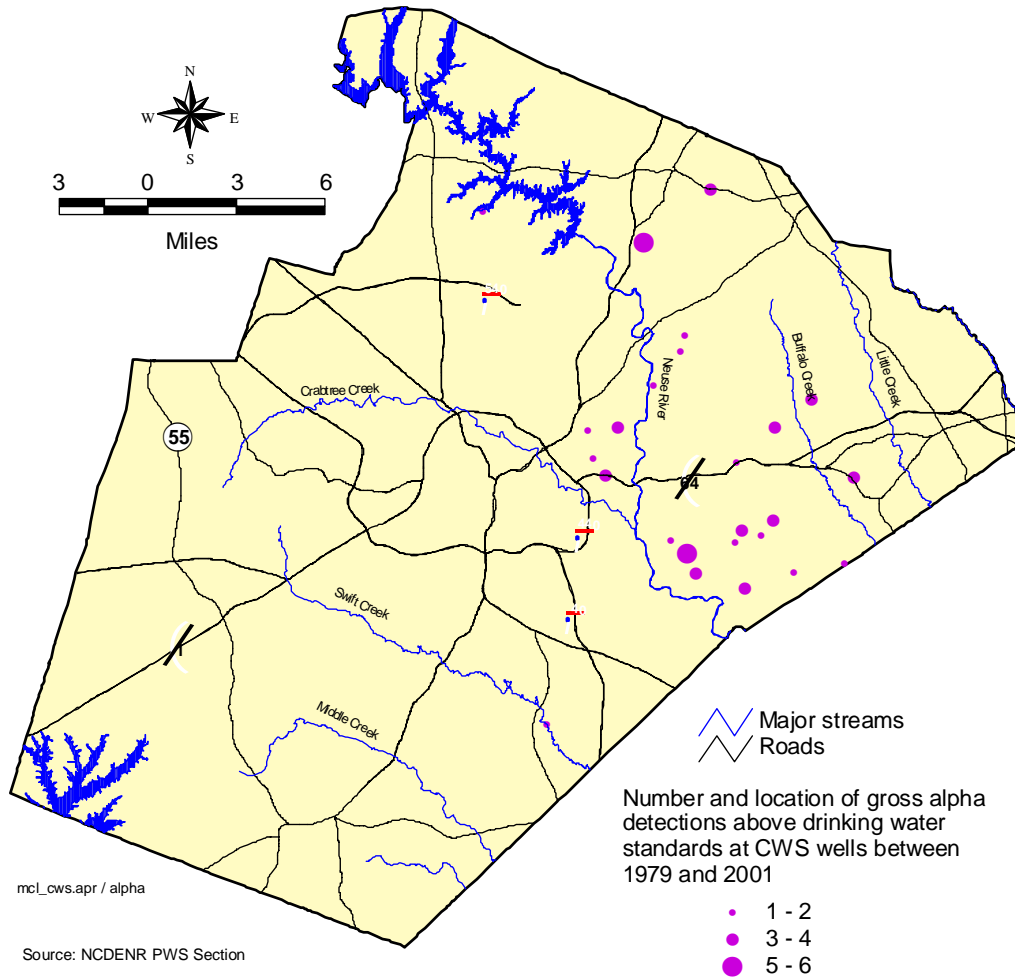 N
W
E
S
3 0 3 6
Miles
Crabtree Creek
Neuse River
Buffalo Creek
Little Creek
55
64
Swift Creek
1
Middle Creek
Major streams
Roads
Number and location of gross alpha
detections above drinking water
standards at CWS wells between
1979 and 2001
1 - 2
3 - 4
5 - 6
mcl_cws.apr / alpha
Source: NCDENR PWS Section